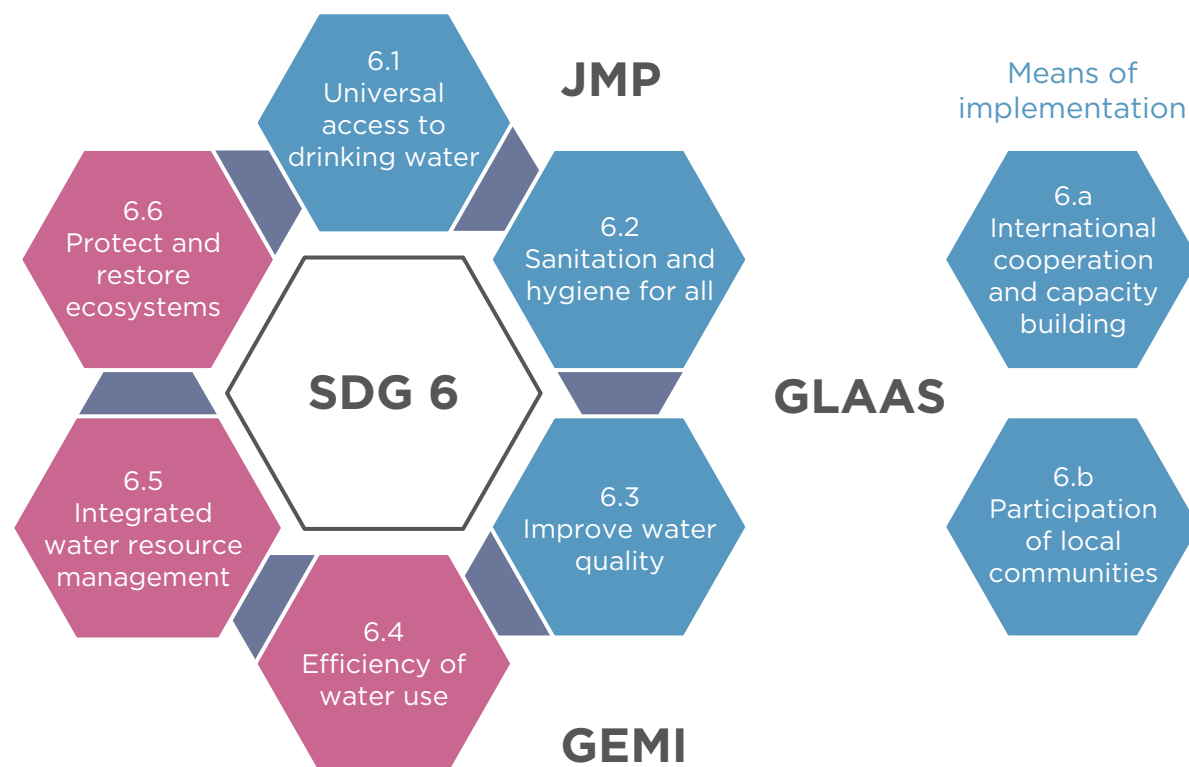 6.1
Universal
access to
drinking water
JMP
Means of
implementation
6.6
Protect and
restore
ecosystems
6.2
Sanitation and
hygiene for all
6.a
International
cooperation
and capacity
building
SDG 6
GLAAS
6.5
Integrated
water resource
management
6.3
Improve water
quality
6.b
Participation
of local
communities
6.4
Efficiency of
water use
GEMI